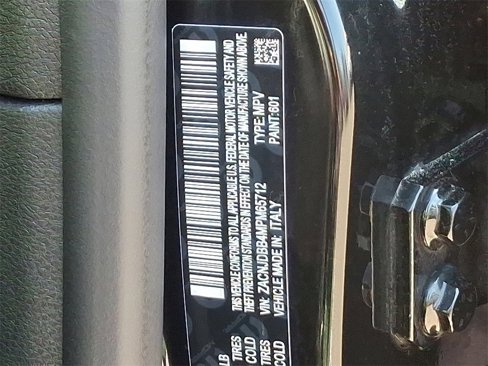 LB
TIRES
COLD
TIRES
COLD
THIS VEHICLE CONFORMS TO ALL APPLICABLE U.S. FEDERAL MOTOR VEHICLE SAFETY AND
THEFT PREVENTION STANDARDS IN EFFECT ON THE DATE OF MANUFACTURE SHOWN ABOVE.
VIN: ZACNJDBB4MPM65712 TYPE: MPV
VEHICLE MADE IN: ITALY PAINT: 601